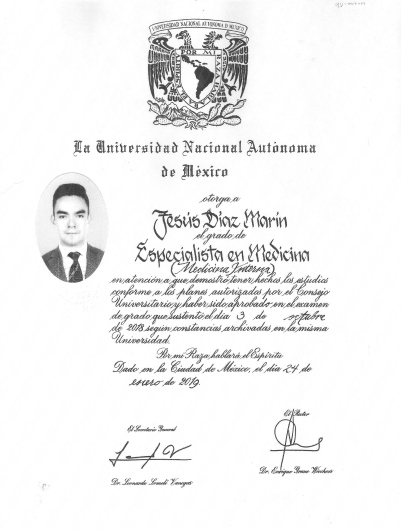 UNIVERSIDAD NACIONAL AUTÓNOMA DE MÉXICO
POR MI RAZA
La Universidad Nacional Autónoma
de México
otorga a
Jesús Díaz Marín
el grado de
Especialista en Medicina
(Medicina Interna)
en atención a que demostró tener hechos los estudios
conforme a los planes autorizados por el Consejo
Universitario y haber sido aprobado en el examen
de grado que sustentó el día 3 de octubre
de 2018 según constancias archivadas en la misma
Universidad.
Por mi Raza hablará el Espíritu
Dado en la Ciudad de México, el día 24 de
enero de 2019
El Rector
El Secretario General
Dr. Enrique Graue Wiechers
Dr. Leonardo Lomelí Vanegas